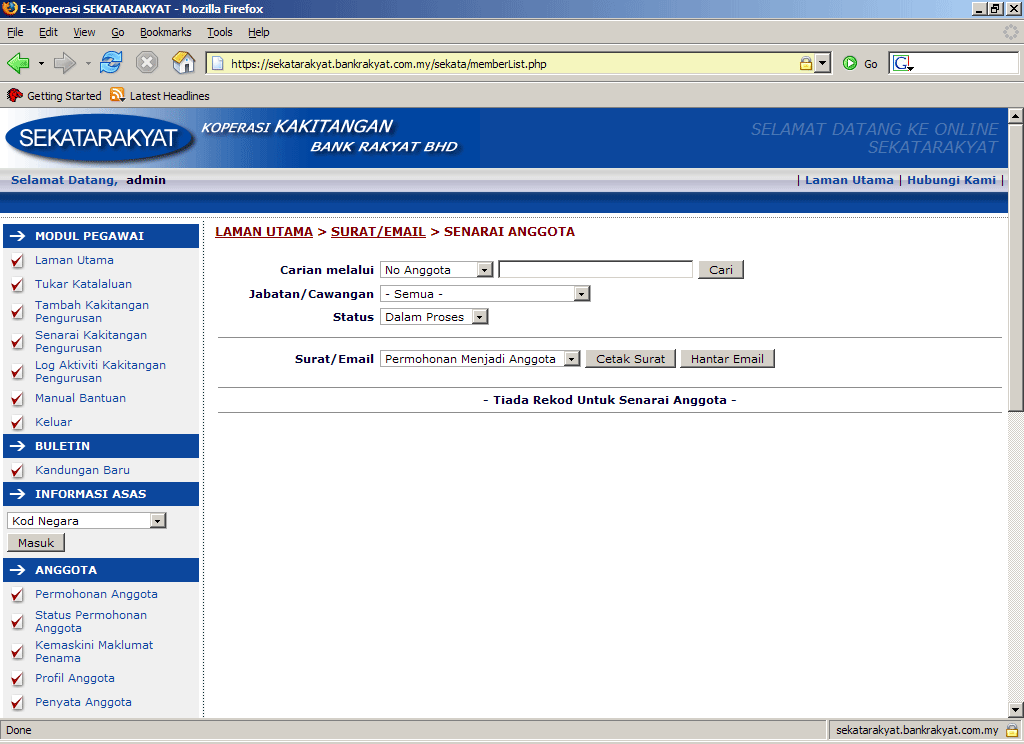 E-Koperasi SEKATARAKYAT - Mozilla Firefox
File Edit View Go Bookmarks Tools Help
https://sekatarakyat.bankrakyat.com.my/sekata/memberList.php Go G
Getting Started Latest Headlines
SEKATARAKYAT KOPERASI KAKITANGAN
BANK RAKYAT BHD
SELAMAT DATANG KE ONLINE
SEKATARAKYAT
Selamat Datang, admin | Laman Utama | Hubungi Kami |
MODUL PEGAWAI
Laman Utama
Tukar Katalaluan
Tambah Kakitangan
Pengurusan
Senarai Kakitangan
Pengurusan
Log Aktiviti Kakitangan
Pengurusan
Manual Bantuan
Keluar
BULETIN
Kandungan Baru
INFORMASI ASAS
Kod Negara
Masuk
ANGGOTA
Permohonan Anggota
Status Permohonan
Anggota
Kemaskini Maklumat
Penama
Profil Anggota
Penyata Anggota
LAMAN UTAMA > SURAT/EMAIL > SENARAI ANGGOTA
Carian melalui No Anggota Cari
Jabatan/Cawangan - Semua -
Status Dalam Proses
Surat/Email Permohonan Menjadi Anggota Cetak Surat Hantar Email
- Tiada Rekod Untuk Senarai Anggota -
Done sekatarakyat.bankrakyat.com.my